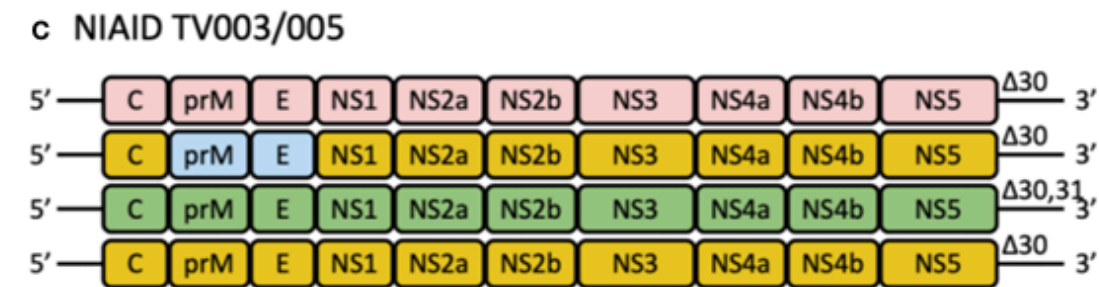 c NIAID TV003/005
5′ C prM E NS1 NS2a NS2b NS3 NS4a NS4b NS5 Δ30 3′
5′ C prM E NS1 NS2a NS2b NS3 NS4a NS4b NS5 Δ30 3′
5′ C prM E NS1 NS2a NS2b NS3 NS4a NS4b NS5 Δ30,31 3′
5′ C prM E NS1 NS2a NS2b NS3 NS4a NS4b NS5 Δ30 3′